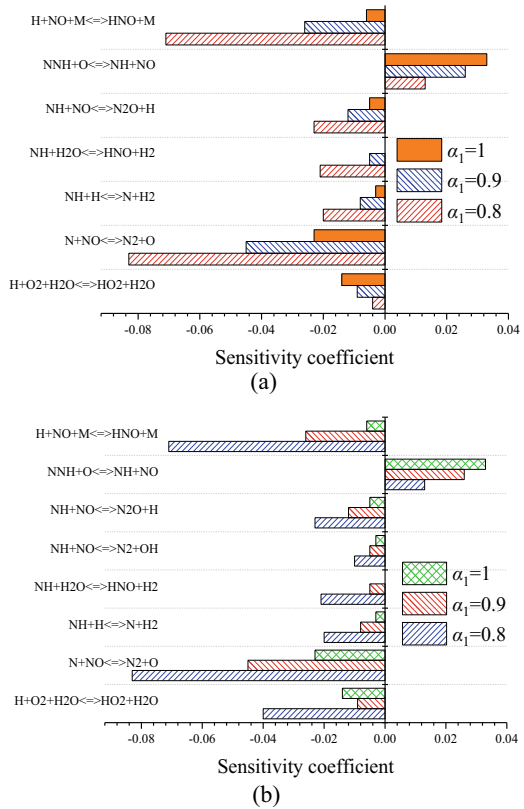 H+NO+M<=>HNO+M
NNH+O<=>NH+NO
NH+NO<=>N2O+H
NH+H2O<=>HNO+H2
NH+H<=>N+H2
N+NO<=>N2+O
H+O2+H2O<=>HO2+H2O
α1=1
α1=0.9
α1=0.8
-0.08 -0.06 -0.04 -0.02 0.00 0.02 0.04
Sensitivity coefficient
(a)
H+NO+M<=>HNO+M
NNH+O<=>NH+NO
NH+NO<=>N2O+H
NH+NO<=>N2+OH
NH+H2O<=>HNO+H2
NH+H<=>N+H2
N+NO<=>N2+O
H+O2+H2O<=>HO2+H2O
α1=1
α1=0.9
α1=0.8
-0.08 -0.06 -0.04 -0.02 0.00 0.02 0.04
Sensitivity coefficient
(b)